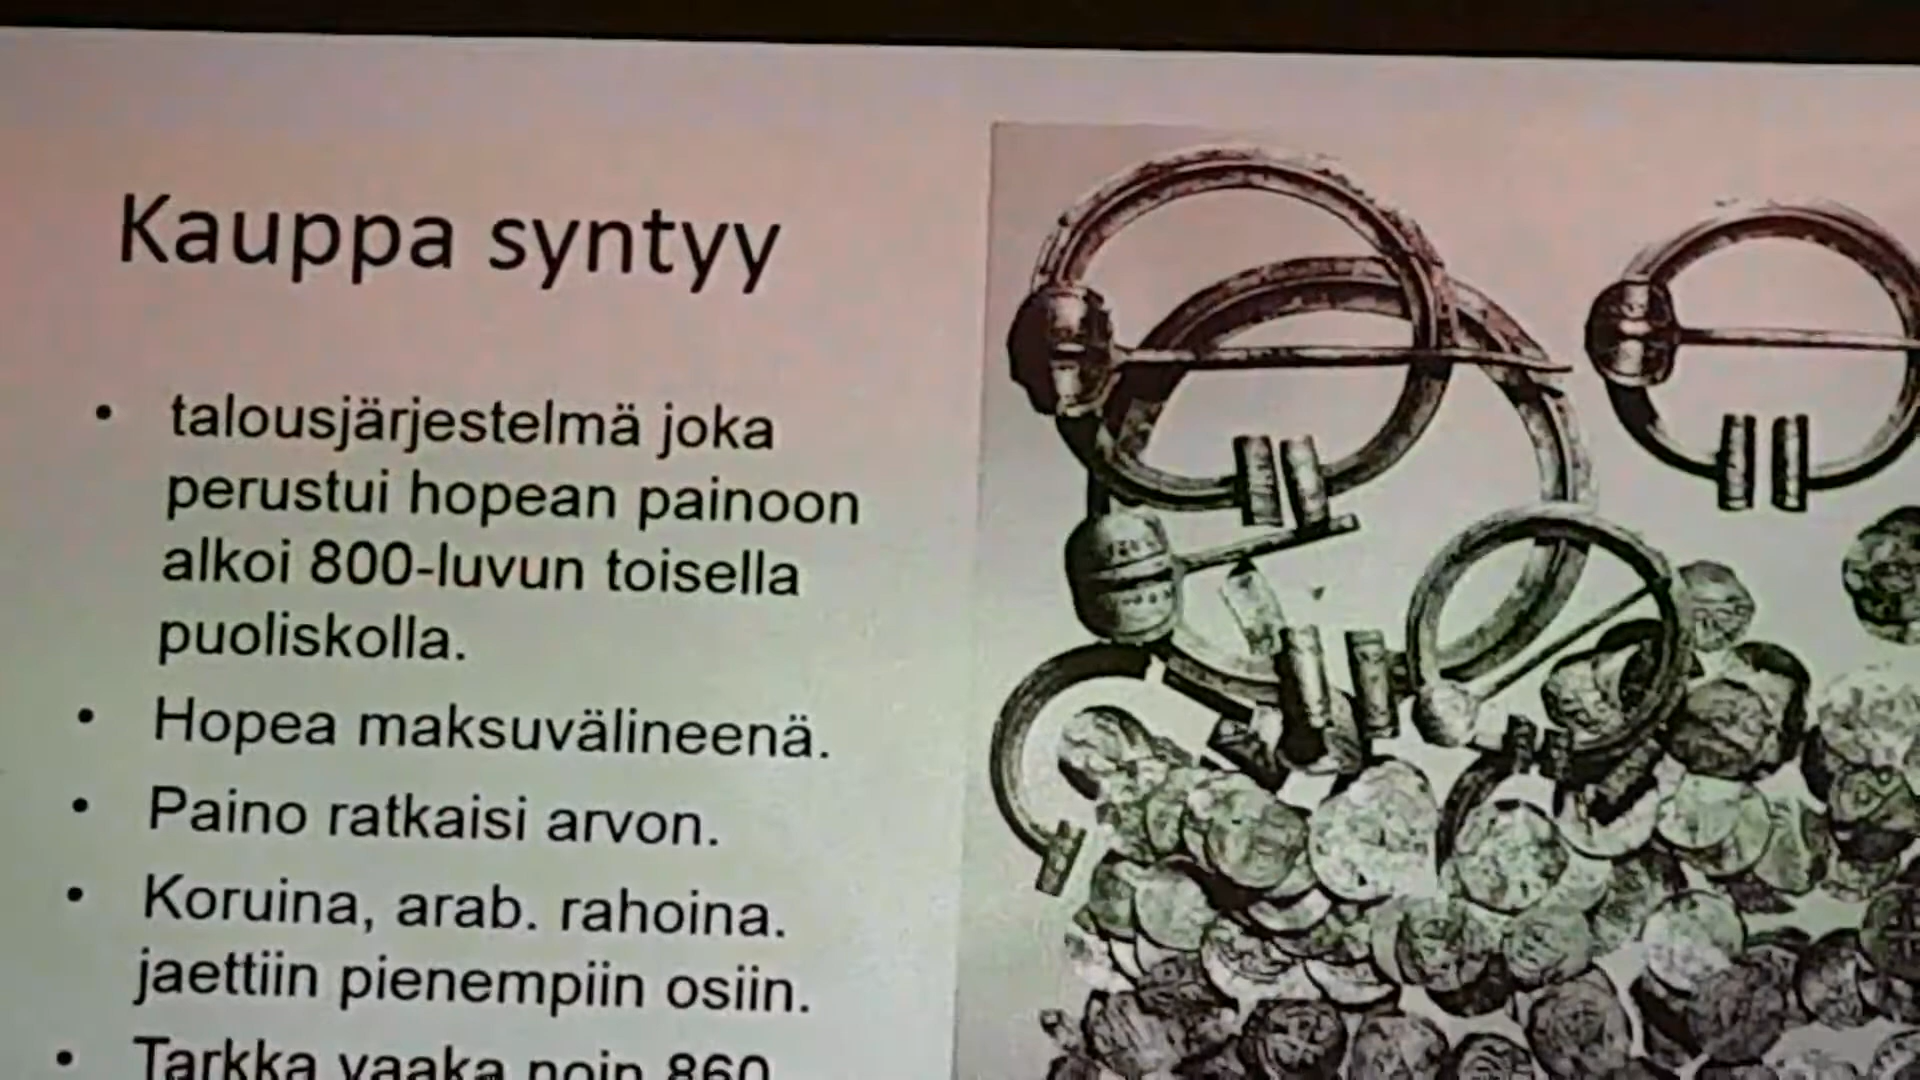 Kauppa syntyy
• talousjärjestelmä joka
perustui hopean painoon
alkoi 800-luvun toisella
puoliskolla.
• Hopea maksuvälineenä.
• Paino ratkaisi arvon.
• Koruina, arab. rahoina.
jaettiin pienempiin osiin.
• Tarkka vaaka noin 860